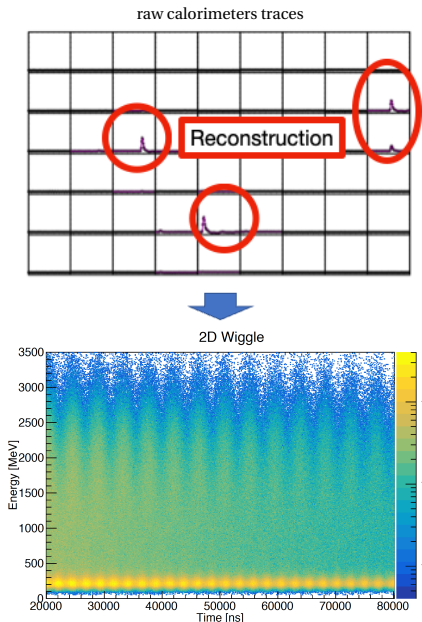 raw calorimeters traces
Reconstruction
2D Wiggle
3500
3000
2500
2000
1500
1000
500
0
Energy [MeV]
20000 30000 40000 50000 60000 70000 80000
Time [ns]